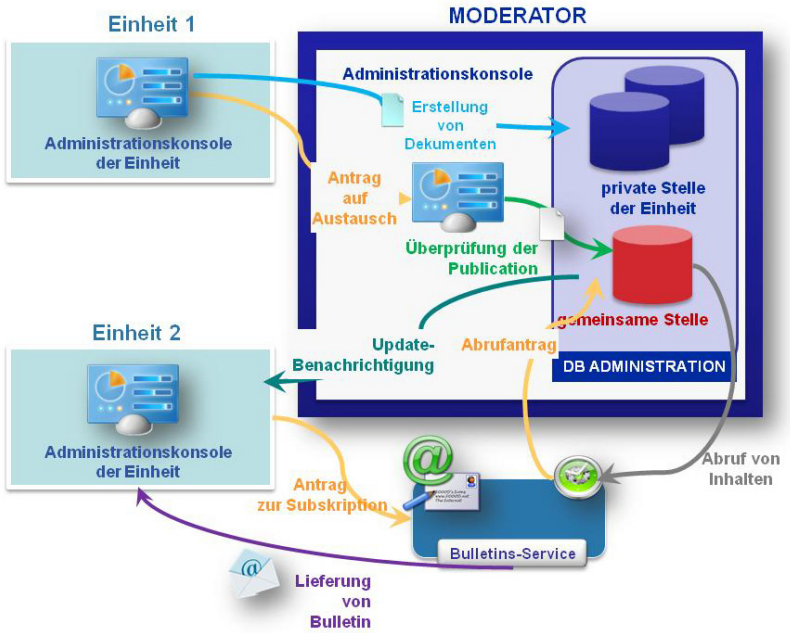 MODERATOR
Einheit 1
Administrationskonsole
der Einheit
Administrationskonsole
Erstellung
von
Dekumenten
private Stelle
der Einheit
Antrag
auf
Austausch
Überprüfung der
Publication
gemeinsame Stelle
DB ADMINISTRATION
Update-
Benachrichtigung
Abrufantrag
Einheit 2
Administrationskonsole
der Einheit
Antrag
zur Subskription
Abruf von
Inhalten
@
Bulletins-Service
@
Lieferung
von
Bulletin